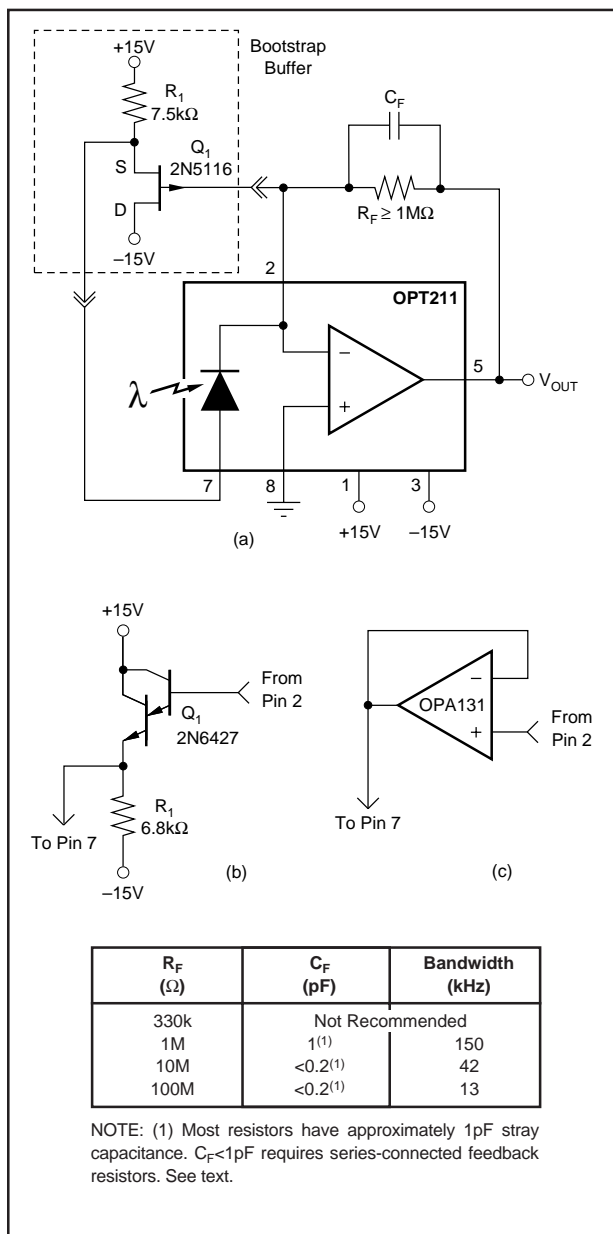 +15V
Bootstrap
Buffer
R1
7.5kΩ
CF
Q1
2N5116
S
D
–15V
RF ≥ 1MΩ
2
OPT211
λ
–
+
5
VOUT
7
8
1
3
+15V
–15V
(a)
+15V
From
Pin 2
Q1
2N6427
To Pin 7
R1
6.8kΩ
–15V
(b)
–
OPA131
+
From
Pin 2
To Pin 7
(c)
RF
(Ω)
CF
(pF)
Bandwidth
(kHz)
330k Not Recommended
1M 1(1) 150
10M <0.2(1) 42
100M <0.2(1) 13
NOTE: (1) Most resistors have approximately 1pF stray
capacitance. CF<1pF requires series-connected feedback
resistors. See text.